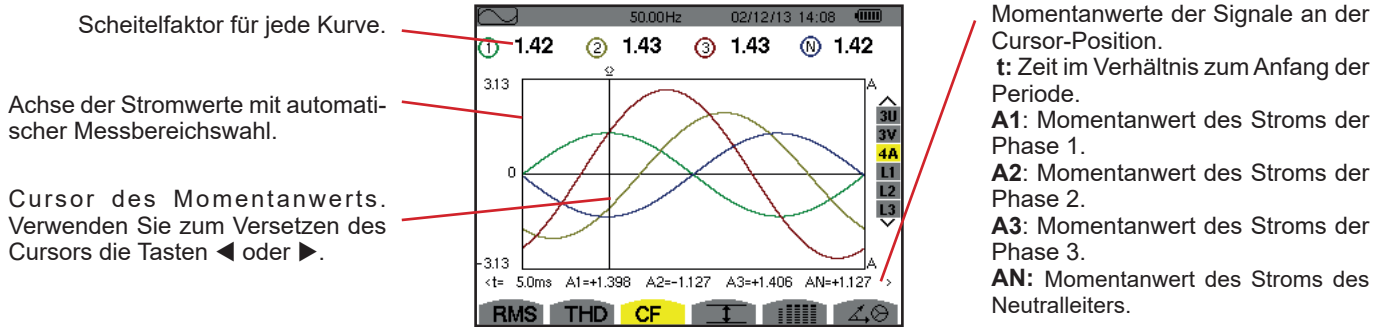 Scheitelfaktor für jede Kurve.
Achse der Stromwerte mit automati-
scher Messbereichswahl.
Cursor des Momentanwerts.
Verwenden Sie zum Versetzen des
Cursors die Tasten ◄ oder ►.
50.00Hz 02/12/13 14:08
1 1.42 2 1.43 3 1.43 N 1.42
3.13 A
0
-3.13 A
3U
3V
4A
L1
L2
L3
<t= 5.0ms A1=+1.398 A2=-1.127 A3=+1.406 AN=+1.127 >
RMS THD CF
Momentanwerte der Signale an der
Cursor-Position.
t: Zeit im Verhältnis zum Anfang der
Periode.
A1: Momentanwert des Stroms der
Phase 1.
A2: Momentanwert des Stroms der
Phase 2.
A3: Momentanwert des Stroms der
Phase 3.
AN: Momentanwert des Stroms des
Neutralleiters.